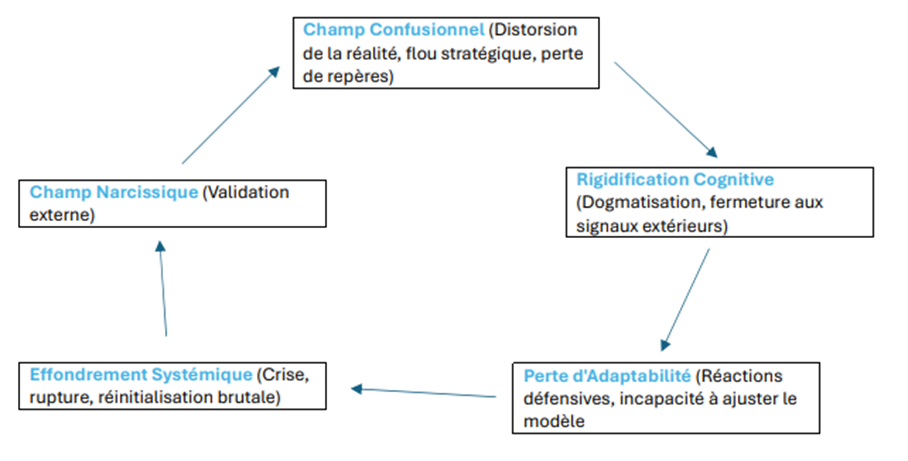 Champ Confusionnel (Distorsion
de la réalité, flou stratégique, perte
de repères)
Rigidification Cognitive
(Dogmatisation, fermeture aux
signaux extérieurs)
Perte d'Adaptabilité (Réactions
défensives, incapacité à ajuster le
modèle
Effondrement Systémique (Crise,
rupture, réinitialisation brutale)
Champ Narcissique (Validation
externe)